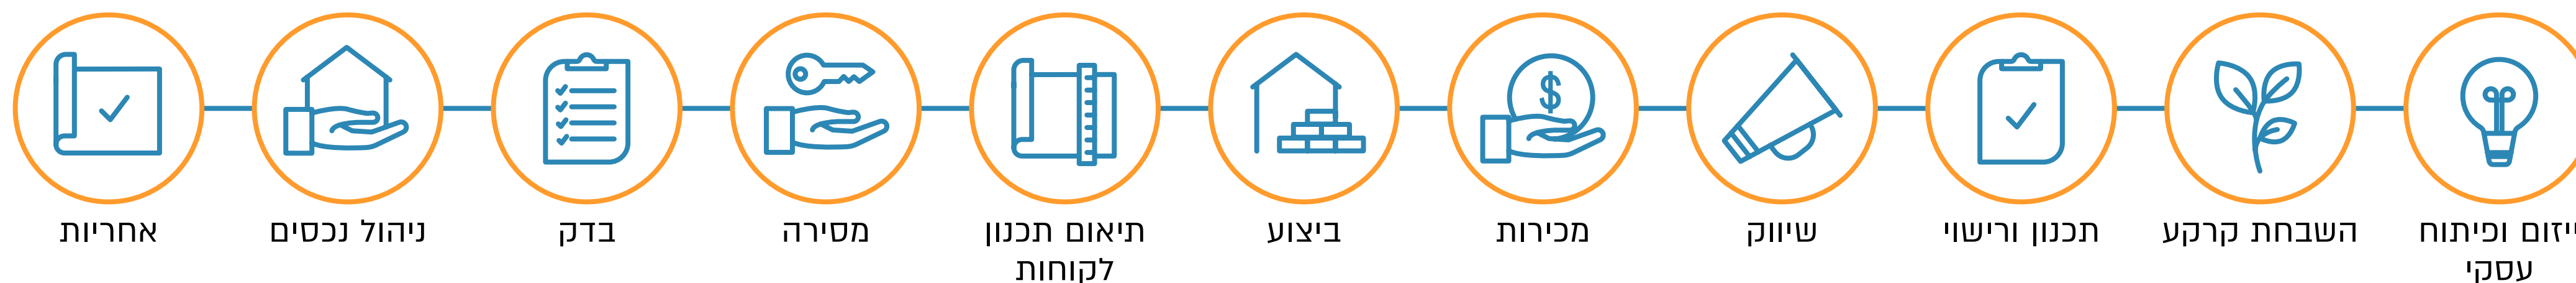 ייזום ופיתוח
עסקי
השבחת קרקע
תכנון ורישוי
שיווק
מכירות
ביצוע
תיאום תכנון
לקוחות
מסירה
בדק
ניהול נכסים
אחריות